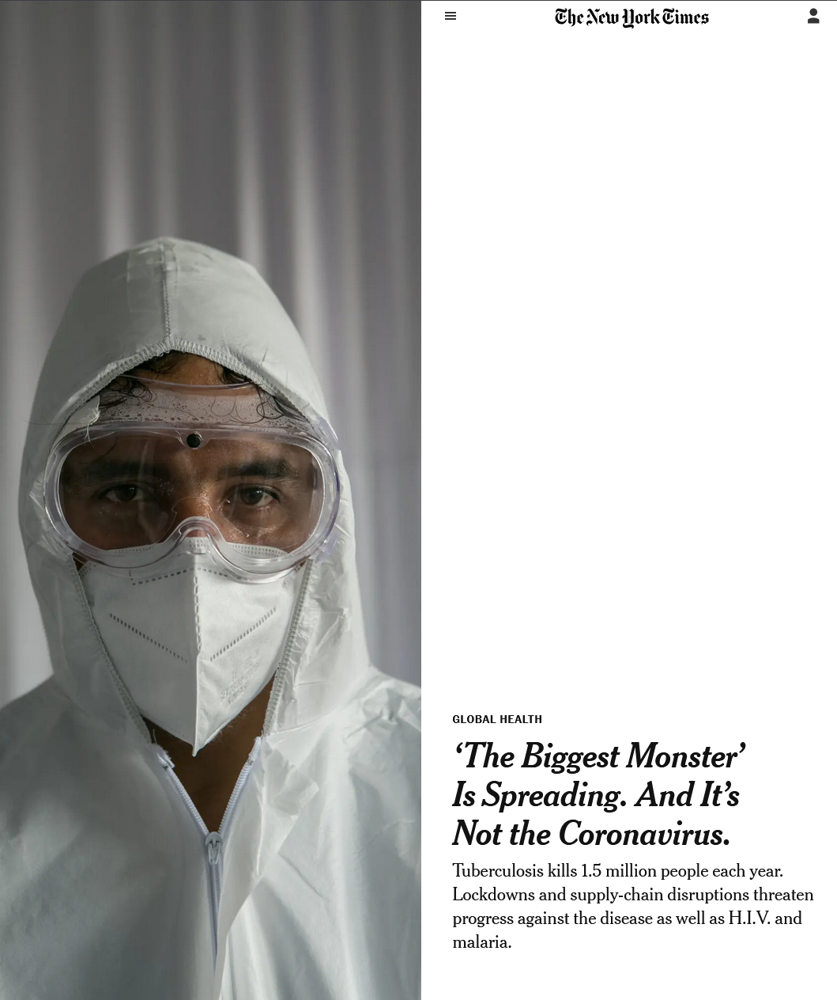 The New York Times
GLOBAL HEALTH
‘The Biggest Monster’
Is Spreading. And It’s
Not the Coronavirus.
Tuberculosis kills 1.5 million people each year.
Lockdowns and supply-chain disruptions threaten
progress against the disease as well as H.I.V. and
malaria.